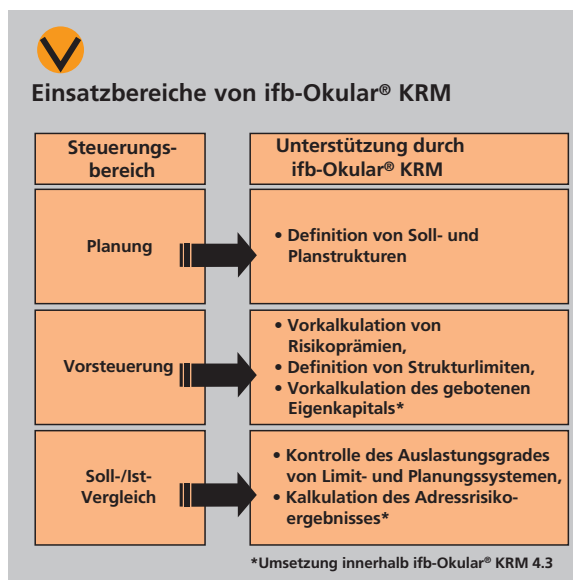 Einsatzbereiche von ifb-Okular® KRM
Steuerungs-
bereich
Unterstützung durch
ifb-Okular® KRM
Planung
• Definition von Soll- und
Planstrukturen
Vorsteuerung
• Vorkalkulation von
Risikoprämien,
• Definition von Strukturlimiten,
• Vorkalkulation des gebotenen
Eigenkapitals*
Soll-/Ist-
Vergleich
• Kontrolle des Auslastungsgrades
von Limit- und Planungssystemen,
• Kalkulation des Adressrisiko-
ergebnisses*
*Umsetzung innerhalb ifb-Okular® KRM 4.3